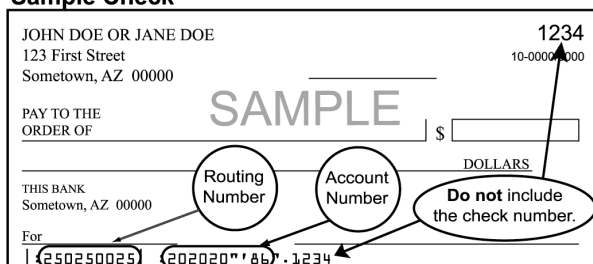 Sample Check
JOHN DOE OR JANE DOE
1234
123 First Street
Sometown, AZ 00000
SAMPLE
PAY TO THE
ORDER OF
$
DOLLARS
Routing
Number
Account
Number
Do not include
the check number.
THIS BANK
Sometown, AZ 00000
For
250250025
202020"'86".1234